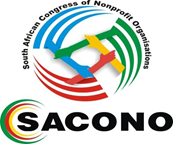 South African Congress of Nonprofit Organisations
SACONO